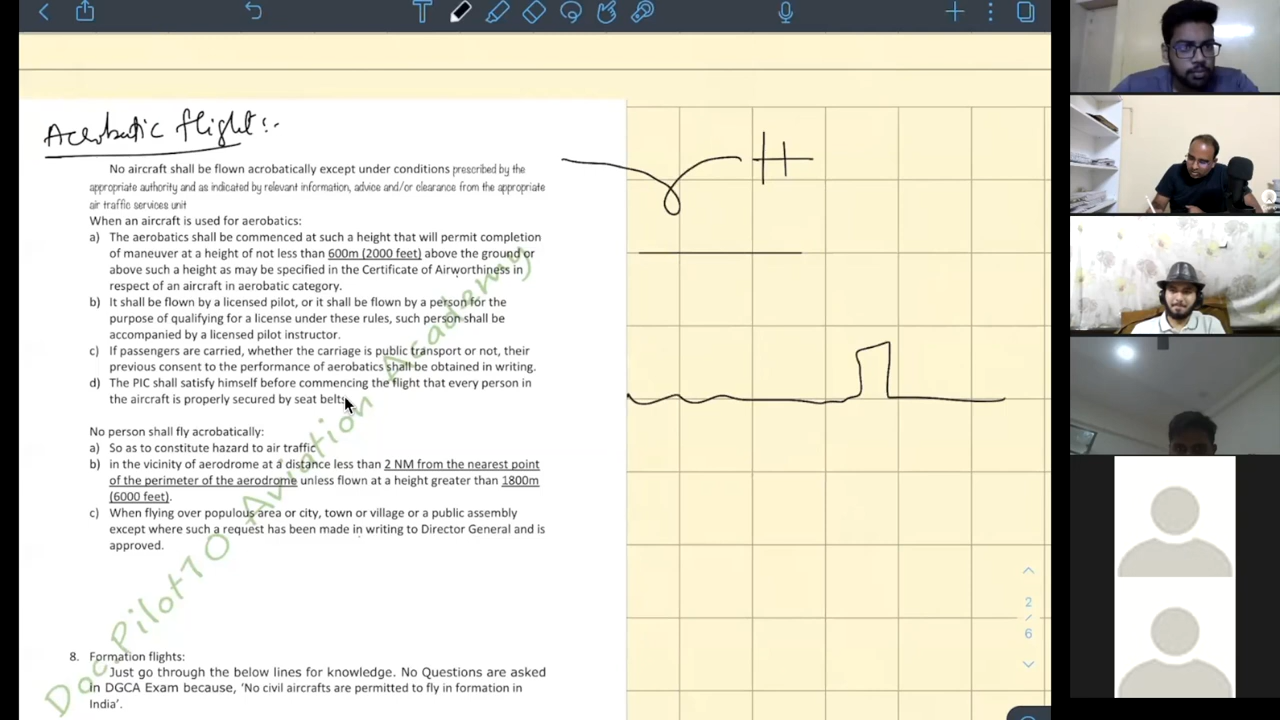 Acrobatic flight:-
No aircraft shall be flown acrobatically except under conditions prescribed by the
appropriate authority and as indicated by relevant information, advice and/or clearance from the appropriate
air traffic services unit
When an aircraft is used for aerobatics:
a) The aerobatics shall be commenced at such a height that will permit completion
of maneuver at a height of not less than 600m (2000 feet) above the ground or
above such a height as may be specified in the Certificate of Airworthiness in
respect of an aircraft in aerobatic category.
b) It shall be flown by a licensed pilot, or it shall be flown by a person for the
purpose of qualifying for a license under these rules, such person shall be
accompanied by a licensed pilot instructor.
c) If passengers are carried, whether the carriage is public transport or not, their
previous consent to the performance of aerobatics shall be obtained in writing.
d) The PIC shall satisfy himself before commencing the flight that every person in
the aircraft is properly secured by seat belts
No person shall fly acrobatically:
a) So as to constitute hazard to air traffic
b) in the vicinity of aerodrome at a distance less than 2 NM from the nearest point
of the perimeter of the aerodrome unless flown at a height greater than 1800m
(6000 feet).
c) When flying over populous area or city, town or village or a public assembly
except where such a request has been made in writing to Director General and is
approved.
8. Formation flights:
Just go through the below lines for knowledge. No Questions are asked
in DGCA Exam because, ‘No civil aircrafts are permitted to fly in formation in
India’.
Doc Pilot10 Aviation Academy
2
/
6